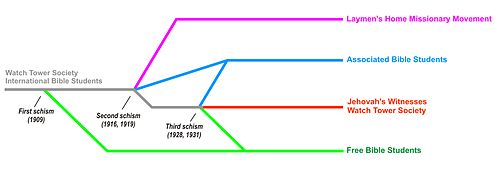 Laymen's Home Missionary Movement
Associated Bible Students
Watch Tower Society
International Bible Students
Jehovah's Witnesses
Watch Tower Society
First schism
(1909)
Second schism
(1916, 1919)
Third schism
(1928, 1931)
Free Bible Students